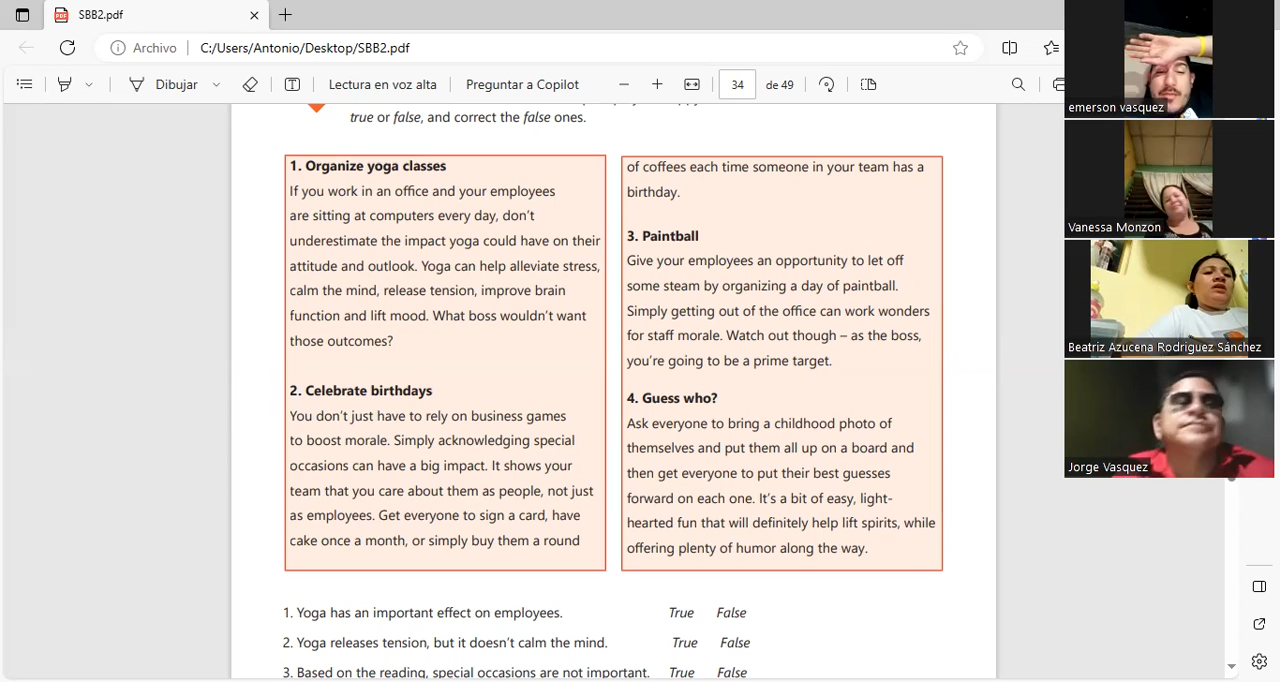 SBB2.pdf
Archivo
C:/Users/Antonio/Desktop/SBB2.pdf
Dibujar
Lectura en voz alta
Preguntar a Copilot
34
de 49
true or false, and correct the false ones.
1. Organize yoga classes
If you work in an office and your employees
are sitting at computers every day, don't
underestimate the impact yoga could have on their
attitude and outlook. Yoga can help alleviate stress,
calm the mind, release tension, improve brain
function and lift mood. What boss wouldn't want
those outcomes?
2. Celebrate birthdays
You don't just have to rely on business games
to boost morale. Simply acknowledging special
occasions can have a big impact. It shows your
team that you care about them as people, not just
as employees. Get everyone to sign a card, have
cake once a month, or simply buy them a round
of coffees each time someone in your team has a
birthday.
3. Paintball
Give your employees an opportunity to let off
some steam by organizing a day of paintball.
Simply getting out of the office can work wonders
for staff morale. Watch out though – as the boss,
you're going to be a prime target.
4. Guess who?
Ask everyone to bring a childhood photo of
themselves and put them all up on a board and
then get everyone to put their best guesses
forward on each one. It's a bit of easy, light-
hearted fun that will definitely help lift spirits, while
offering plenty of humor along the way.
1. Yoga has an important effect on employees. True False
2. Yoga releases tension, but it doesn't calm the mind. True False
3. Based on the reading, special occasions are not important. True False
emerson vasquez
Vanessa Monzon
Beatriz Azucena Rodriguez Sánchez
Jorge Vasquez